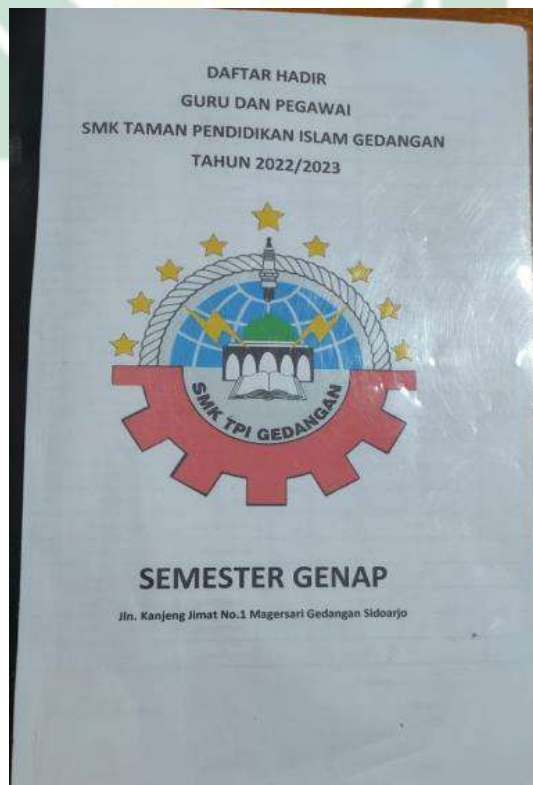 DAFTAR HADIR
GURU DAN PEGAWAI
SMK TAMAN PENDIDIKAN ISLAM GEDANGAN
TAHUN 2022/2023
SMK TPI GEDANGAN
SEMESTER GENAP
Jln. Kanjeng Jimat No.1 Magersari Gedangan Sidoarjo